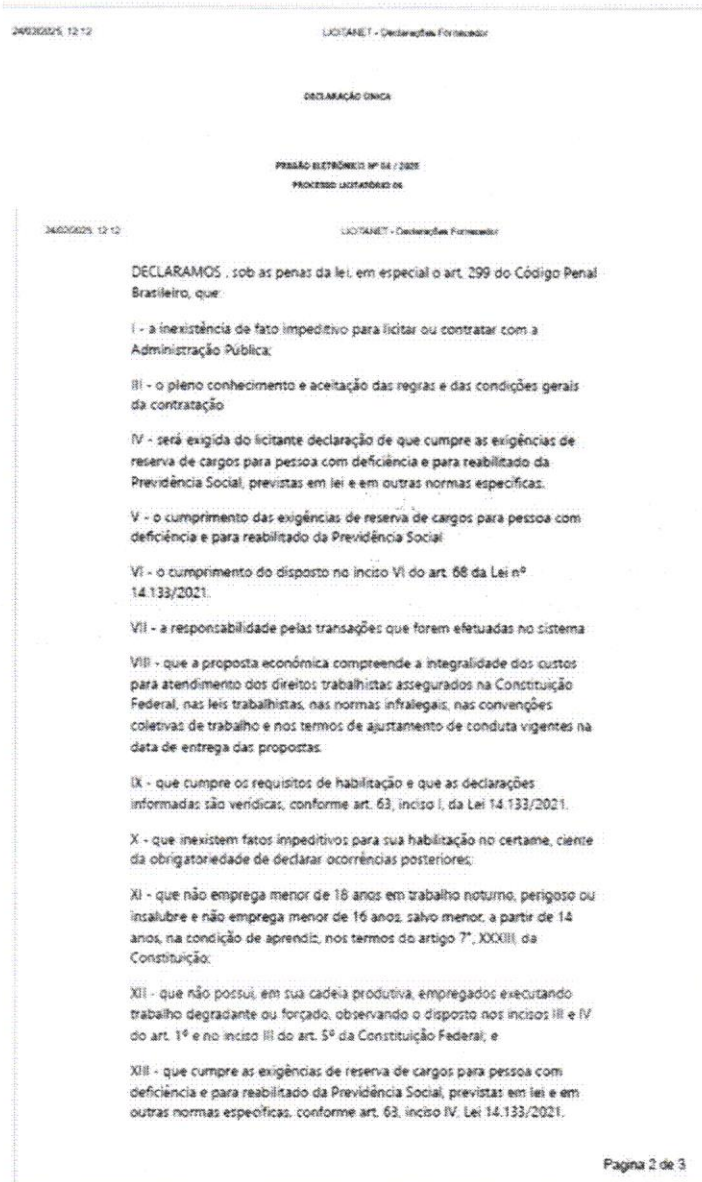 24/02/2025, 12:12 LICITANET - Declarações Fornecedor
DECLARAÇÃO ÚNICA
PREGÃO ELETRÔNICO Nº 04 / 2025
PROCESSO LICITATÓRIO 06
24/02/2025, 12:12 LICITANET - Declarações Fornecedor
DECLARAMOS , sob as penas da lei, em especial o art. 299 do Código Penal
Brasileiro, que:
I - a inexistência de fato impeditivo para licitar ou contratar com a
Administração Pública;
III - o pleno conhecimento e aceitação das regras e das condições gerais
da contratação
IV - será exigida do licitante declaração de que cumpre as exigências de
reserva de cargos para pessoa com deficiência e para reabilitado da
Previdência Social, previstas em lei e em outras normas específicas.
V - o cumprimento das exigências de reserva de cargos para pessoa com
deficiência e para reabilitado da Previdência Social
VI - o cumprimento do disposto no inciso VI do art. 68 da Lei nº
14.133/2021.
VII - a responsabilidade pelas transações que forem efetuadas no sistema
VIII - que a proposta econômica compreende a integralidade dos custos
para atendimento dos direitos trabalhistas assegurados na Constituição
Federal, nas leis trabalhistas, nas normas infralegais, nas convenções
coletivas de trabalho e nos termos de ajustamento de conduta vigentes na
data de entrega das propostas.
IX - que cumpre os requisitos de habilitação e que as declarações
informadas são verídicas, conforme art. 63, inciso I, da Lei 14.133/2021.
X - que inexistem fatos impeditivos para sua habilitação no certame, ciente
da obrigatoriedade de declarar ocorrências posteriores;
XI - que não emprega menor de 18 anos em trabalho noturno, perigoso ou
insalubre e não emprega menor de 16 anos, salvo menor, a partir de 14
anos, na condição de aprendiz, nos termos do artigo 7°, XXXIII, da
Constituição;
XII - que não possui, em sua cadeia produtiva, empregados executando
trabalho degradante ou forçado, observando o disposto nos incisos III e IV
do art. 1º e no inciso III do art. 5º da Constituição Federal; e
XIII - que cumpre as exigências de reserva de cargos para pessoa com
deficiência e para reabilitado da Previdência Social, previstas em lei e em
outras normas específicas, conforme art. 63, inciso IV, Lei 14.133/2021.
Pagina 2 de 3